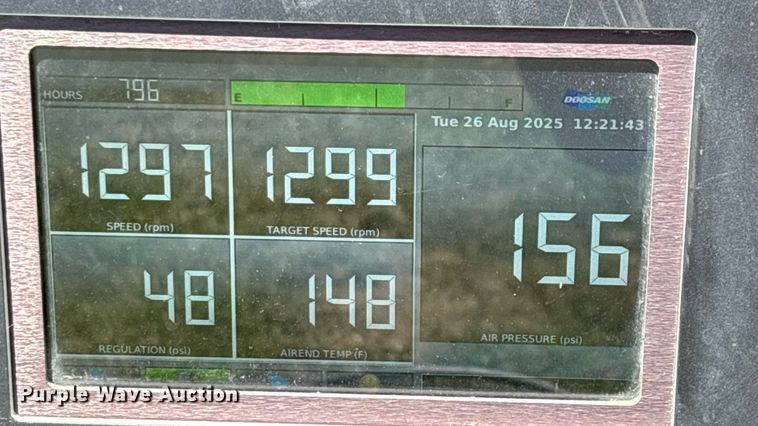 HOURS 796
E F
DOOSAN
Tue 26 Aug 2025 12:21:43
1297
SPEED (rpm)
1299
TARGET SPEED (rpm)
156
AIR PRESSURE (psi)
48
REGULATION (psi)
148
AIREND TEMP (F)
Purple Wave Auction